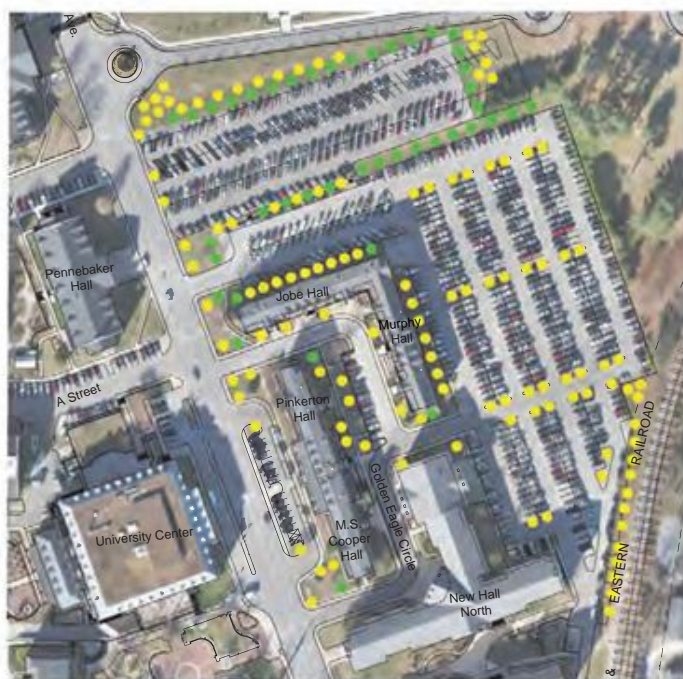 Ave.
Pennebaker
Hall
Jobe Hall
Murphy
Hall
A Street
Pinkerton
Hall
Golden Eagle Circle
RAILROAD
University Center
M.S.
Cooper
Hall
EASTERN
New Hall
North
&